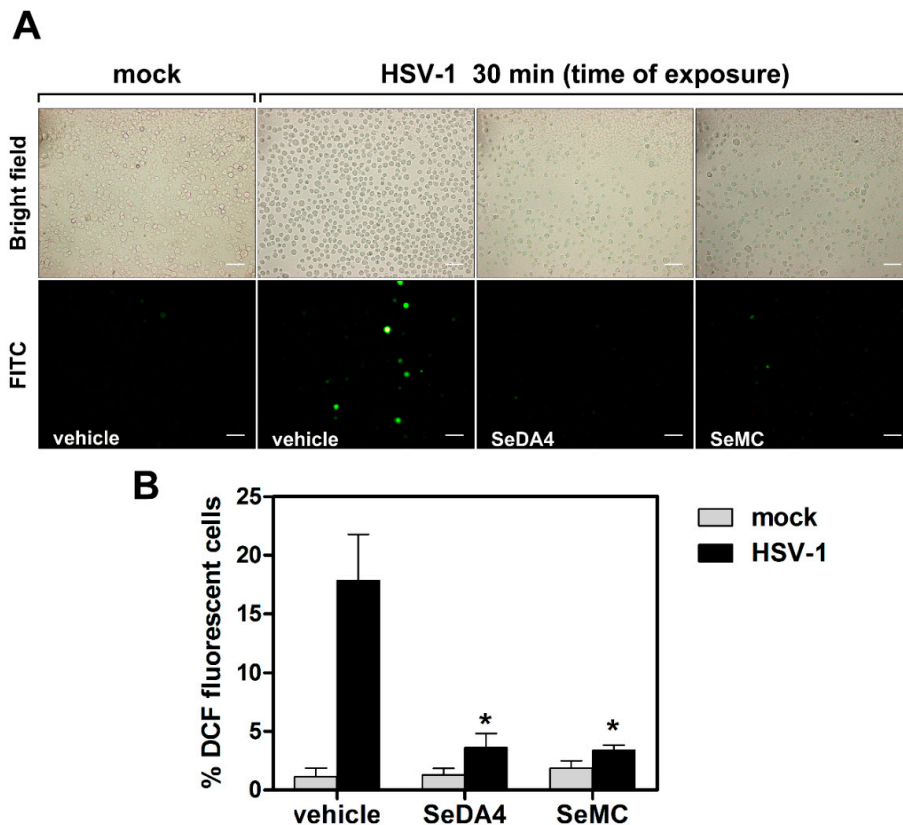 A
mock HSV-1 30 min (time of exposure)
Bright field
FITC
vehicle vehicle SeDA4 SeMC
B
25
20
15
10
5
0
% DCF fluorescent cells
* *
vehicle SeDA4 SeMC
mock
HSV-1